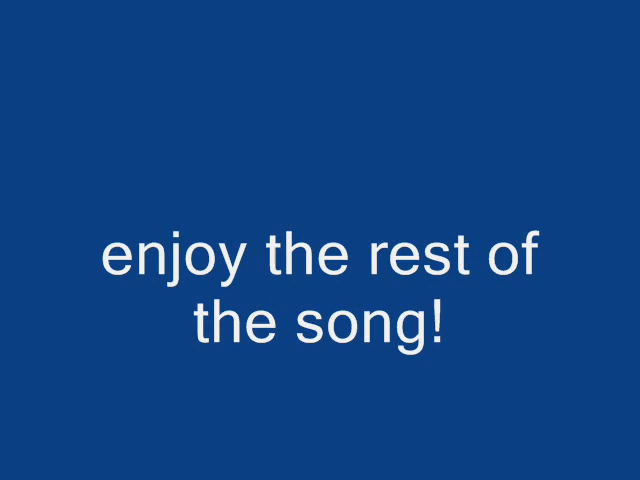 enjoy the rest of
the song!